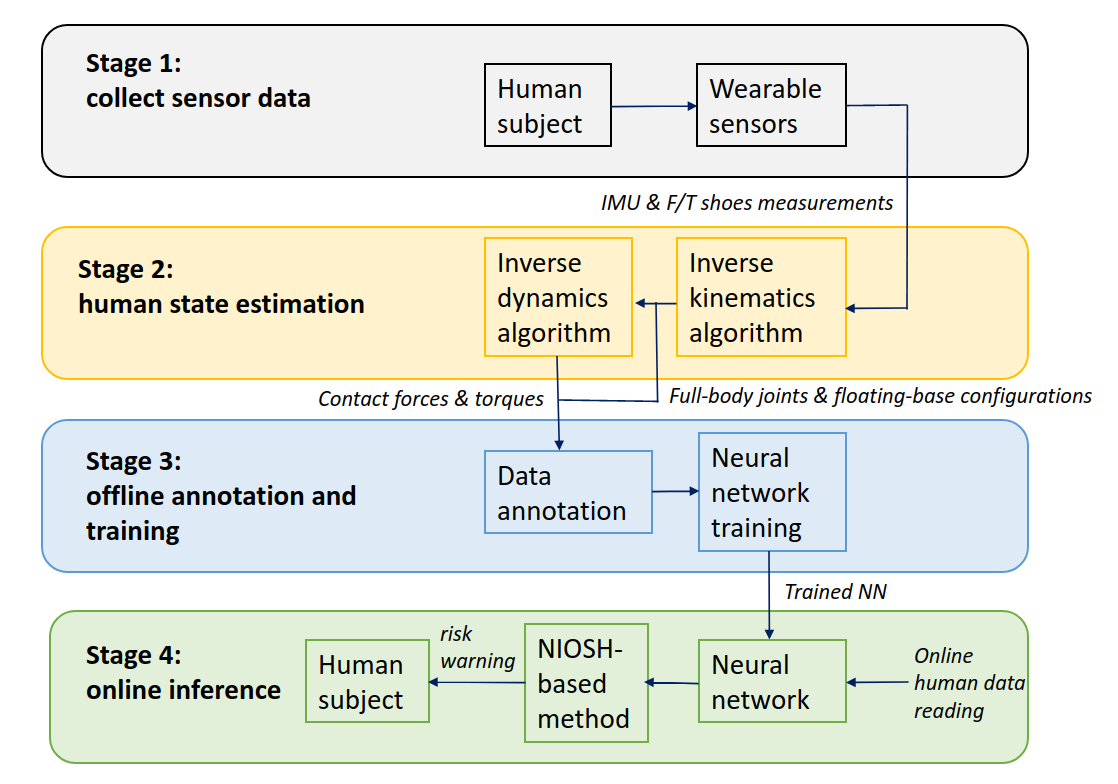 Stage 1:
collect sensor data
Human
subject
Wearable
sensors
IMU & F/T shoes measurements
Stage 2:
human state estimation
Inverse
dynamics
algorithm
Inverse
kinematics
algorithm
Contact forces & torques
Full-body joints & floating-base configurations
Stage 3:
offline annotation and
training
Data
annotation
Neural
network
training
Trained NN
Stage 4:
online inference
Human
subject
risk
warning
NIOSH-
based
method
Neural
network
Online
human data
reading